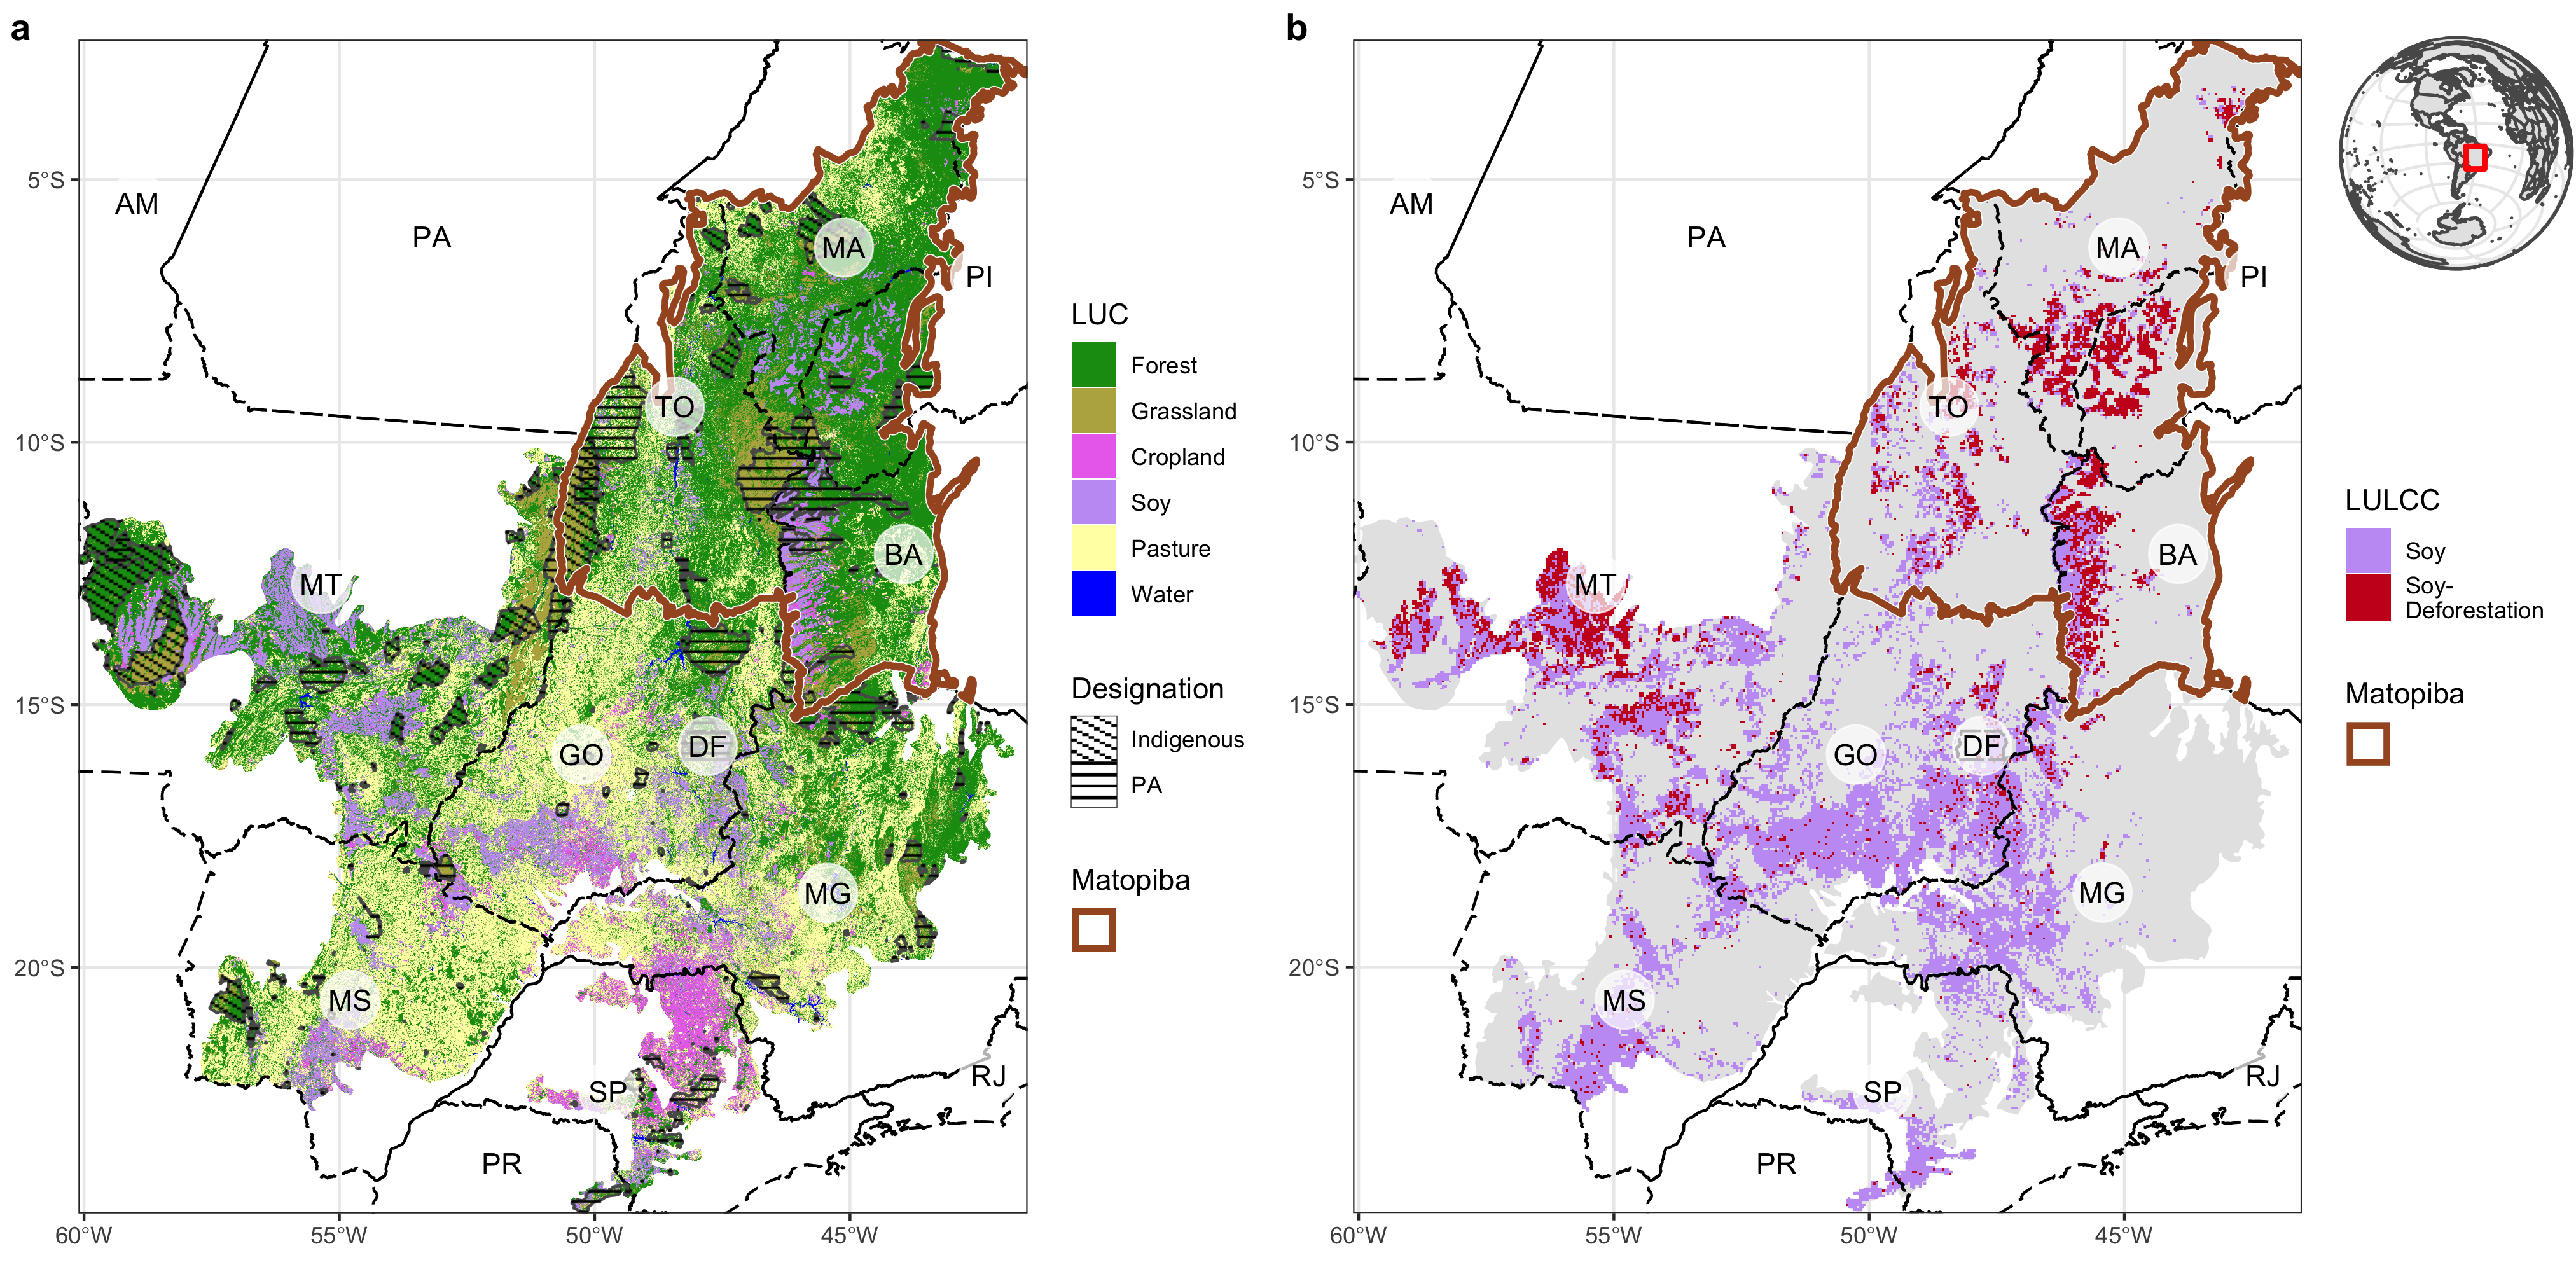 a
5°S
10°S
15°S
20°S
60°W
55°W
50°W
45°W
AM
PA
MA
PI
TO
MT
BA
GO
DF
MG
MS
SP
RJ
PR
LUC
Forest
Grassland
Cropland
Soy
Pasture
Water
Designation
Indigenous
PA
Matopiba
b
5°S
10°S
15°S
20°S
60°W
55°W
50°W
45°W
AM
PA
MA
PI
TO
MT
BA
GO
DF
MG
MS
SP
RJ
PR
LULCC
Soy
Soy-
Deforestation
Matopiba